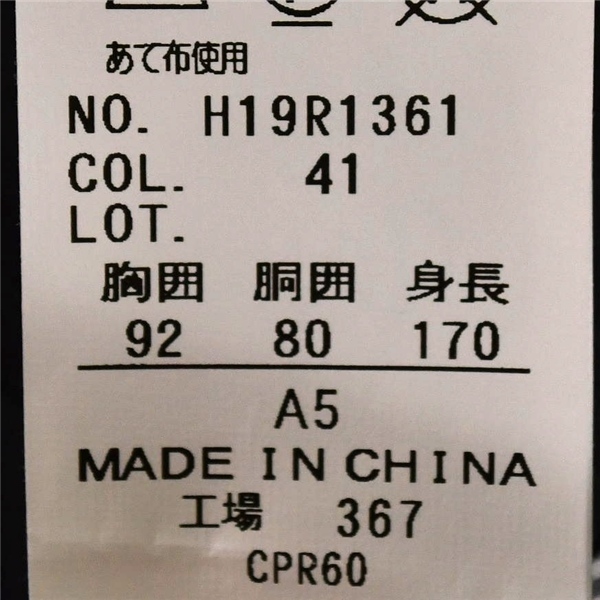 あて布使用
NO. H19R1361
COL. 41
LOT.
胸囲 胴囲 身長
92 80 170
A5
MADE IN CHINA
工場 367
CPR60